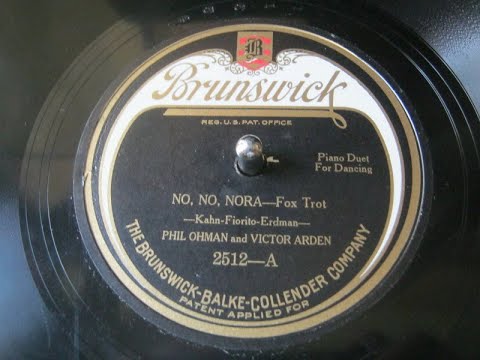 B
Brunswick
REG. U.S. PAT. OFFICE
Piano Duet
For Dancing
NO, NO, NORA—Fox Trot
—Kahn-Fiorito-Erdman—
PHIL OHMAN and VICTOR ARDEN
2512—A
THE BRUNSWICK-BALKE-COLLENDER COMPANY
PATENT APPLIED FOR